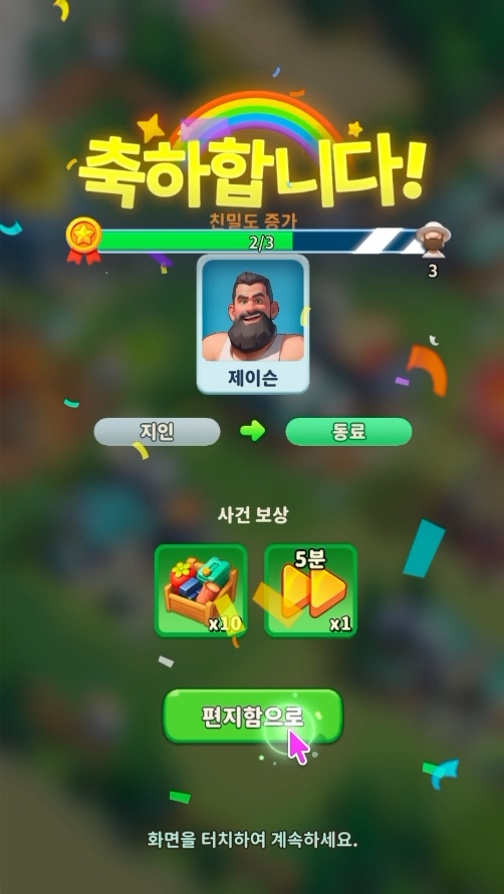 축하합니다!
친밀도 증가
2/3
3
제이슨
지인
동료
사건 보상
5분
x10
x1
편지함으로
화면을 터치하여 계속하세요.